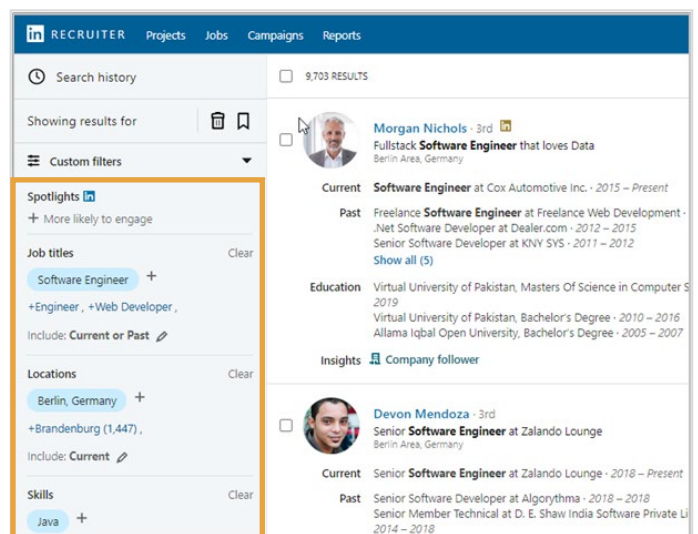 in RECRUITER Projects Jobs Campaigns Reports
Search history
Showing results for
Custom filters
Spotlights in
+ More likely to engage
Job titles Clear
Software Engineer +
+Engineer , +Web Developer ,
Include: Current or Past
Locations Clear
Berlin, Germany +
+Brandenburg (1,447) ,
Include: Current
Skills Clear
Java +
9,703 RESULTS
Morgan Nichols · 3rd in
Fullstack Software Engineer that loves Data
Berlin Area, Germany
Current Software Engineer at Cox Automotive Inc. · 2015 – Present
Past Freelance Software Engineer at Freelance Web Development ·
.Net Software Developer at Dealer.com · 2012 – 2015
Senior Software Developer at KNY SYS · 2011 – 2012
Show all (5)
Education Virtual University of Pakistan, Masters Of Science in Computer S
2019
Virtual University of Pakistan, Bachelor's Degree · 2010 – 2016
Allama Iqbal Open University, Bachelor's Degree · 2005 – 2007
Insights Company follower
Devon Mendoza · 3rd
Senior Software Engineer at Zalando Lounge
Berlin Area, Germany
Current Senior Software Engineer at Zalando Lounge · 2018 – Present
Past Senior Software Developer at Algorythma · 2018 – 2018
Senior Member Technical at D. E. Shaw India Software Private Li
2014 – 2018